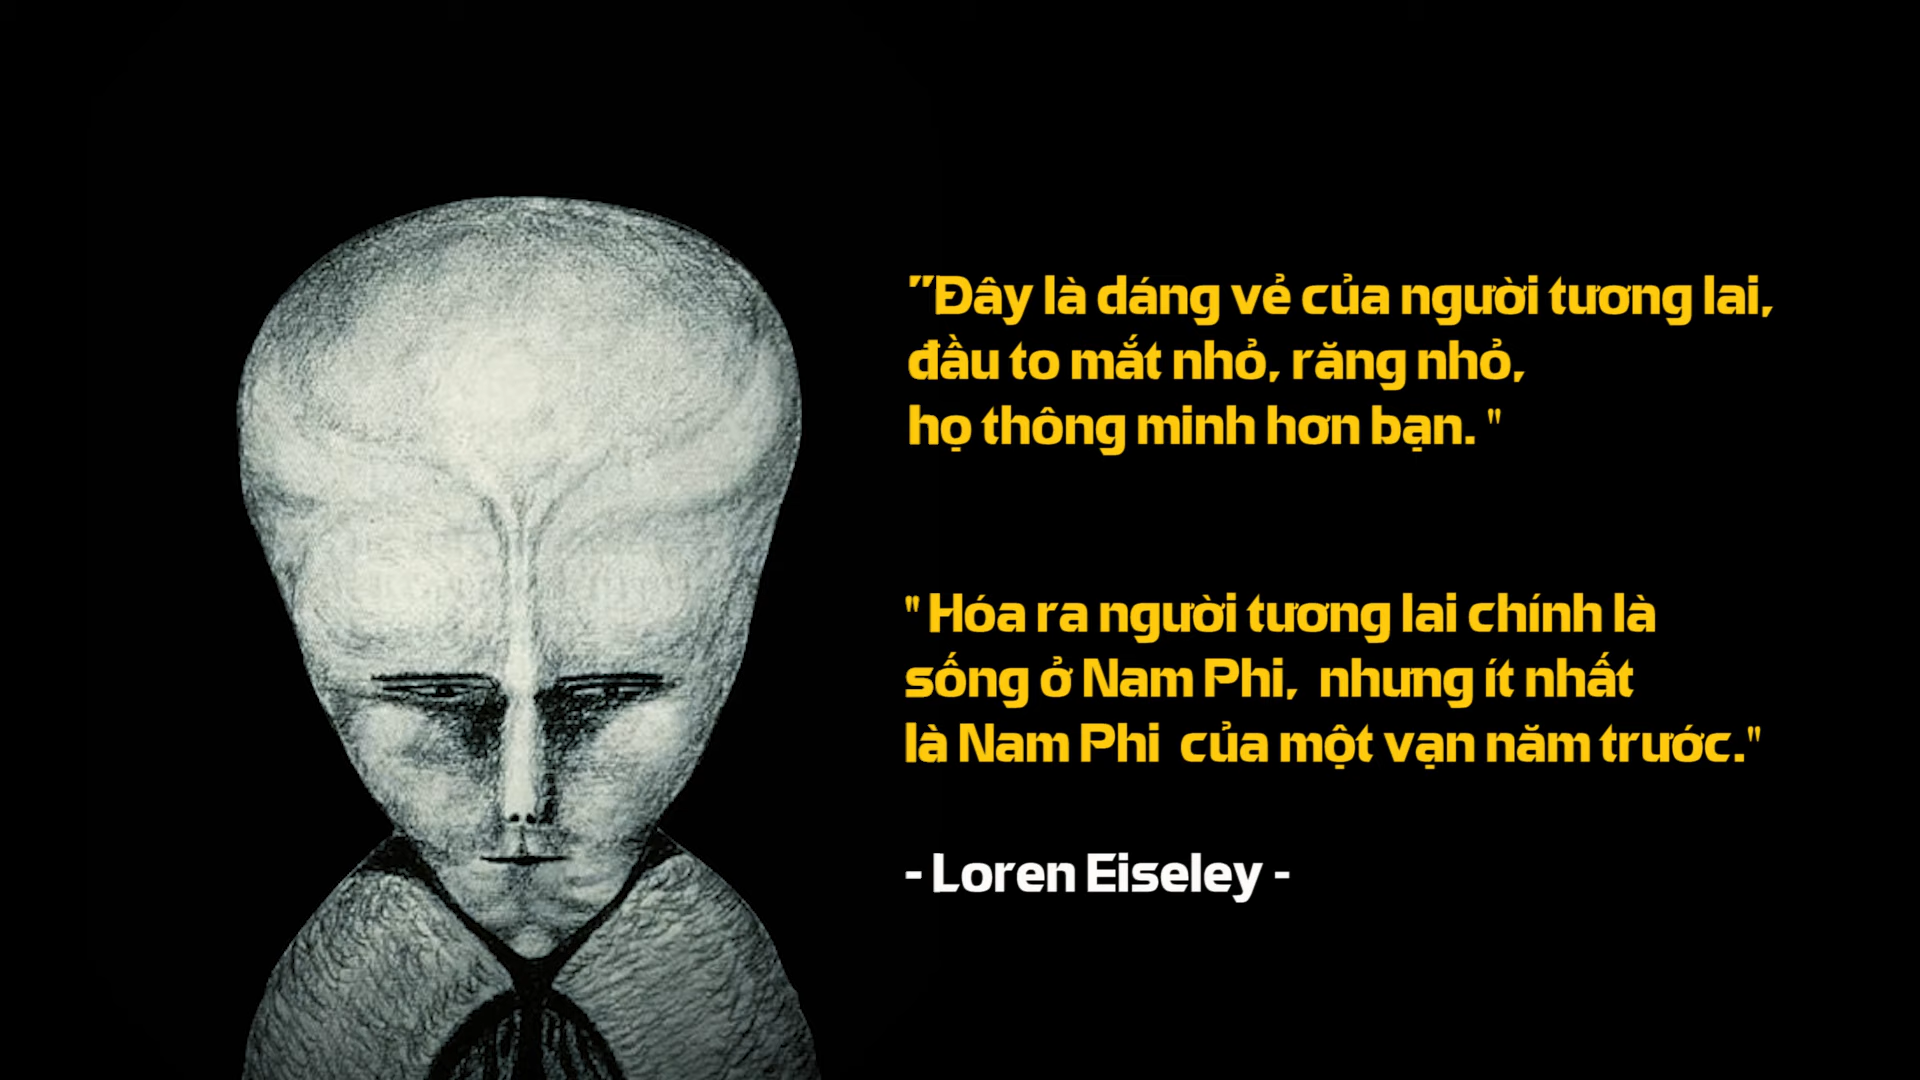 "Đây là dáng vẻ của người tương lai,
đầu to mắt nhỏ, răng nhỏ,
họ thông minh hơn bạn. "
" Hóa ra người tương lai chính là
sống ở Nam Phi, nhưng ít nhất
là Nam Phi của một vạn năm trước."
- Loren Eiseley -